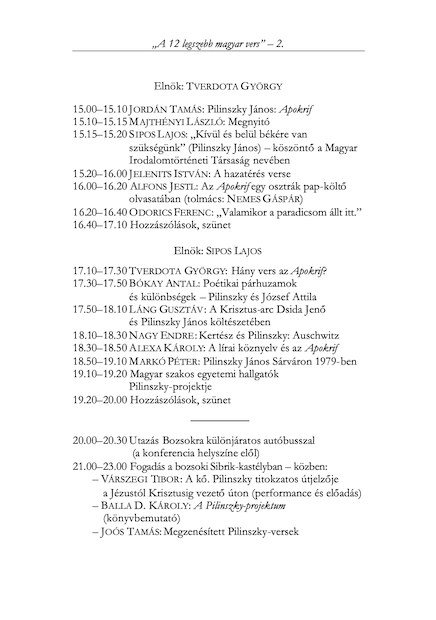 „A 12 legszebb magyar vers” – 2.
Elnök: TVERDOTA GYÖRGY
15.00–15.10 JORDÁN TAMÁS: Pilinszky János: Apokrif
15.10–15.15 MAJTHÉNYI LÁSZLÓ: Megnyitó
15.15–15.20 SIPOS LAJOS: „Kívül és belül békére van
szükségünk” (Pilinszky János) – köszöntő a Magyar
Irodalomtörténeti Társaság nevében
15.20–16.00 JELENITS ISTVÁN: A hazatérés verse
16.00–16.20 ALFONS JESTL: Az Apokrif egy osztrák pap-költő
olvasatában (tolmács: NEMES GÁSPÁR)
16.20–16.40 ODORICS FERENC: „Valamikor a paradicsom állt itt.”
16.40–17.10 Hozzászólások, szünet
Elnök: SIPOS LAJOS
17.10–17.30 TVERDOTA GYÖRGY: Hány vers az Apokrif?
17.30–17.50 BÓKAY ANTAL: Poétikai párhuzamok
és különbségek – Pilinszky és József Attila
17.50–18.10 LÁNG GUSZTÁV: A Krisztus-arc Dsida Jenő
és Pilinszky János költészetében
18.10–18.30 NAGY ENDRE: Kertész és Pilinszky: Auschwitz
18.30–18.50 ALEXA KÁROLY: A lírai köznyelv és az Apokrif
18.50–19.10 MARKÓ PÉTER: Pilinszky János Sárváron 1979-ben
19.10–19.20 Magyar szakos egyetemi hallgatók
Pilinszky-projektje
19.20–20.00 Hozzászólások, szünet
20.00–20.30 Utazás Bozsokra különjáratos autóbusszal
(a konferencia helyszíne elől)
21.00–23.00 Fogadás a bozsoki Sibrik-kastélyban – közben:
– VÁRSZEGI TIBOR: A kő. Pilinszky titokzatos útjelzője
a Jézustól Krisztusig vezető úton (performance és előadás)
– BALLA D. KÁROLY: A Pilinszky-projektum
(könyvbemutató)
– JOÓS TAMÁS: Megzenésített Pilinszky-versek